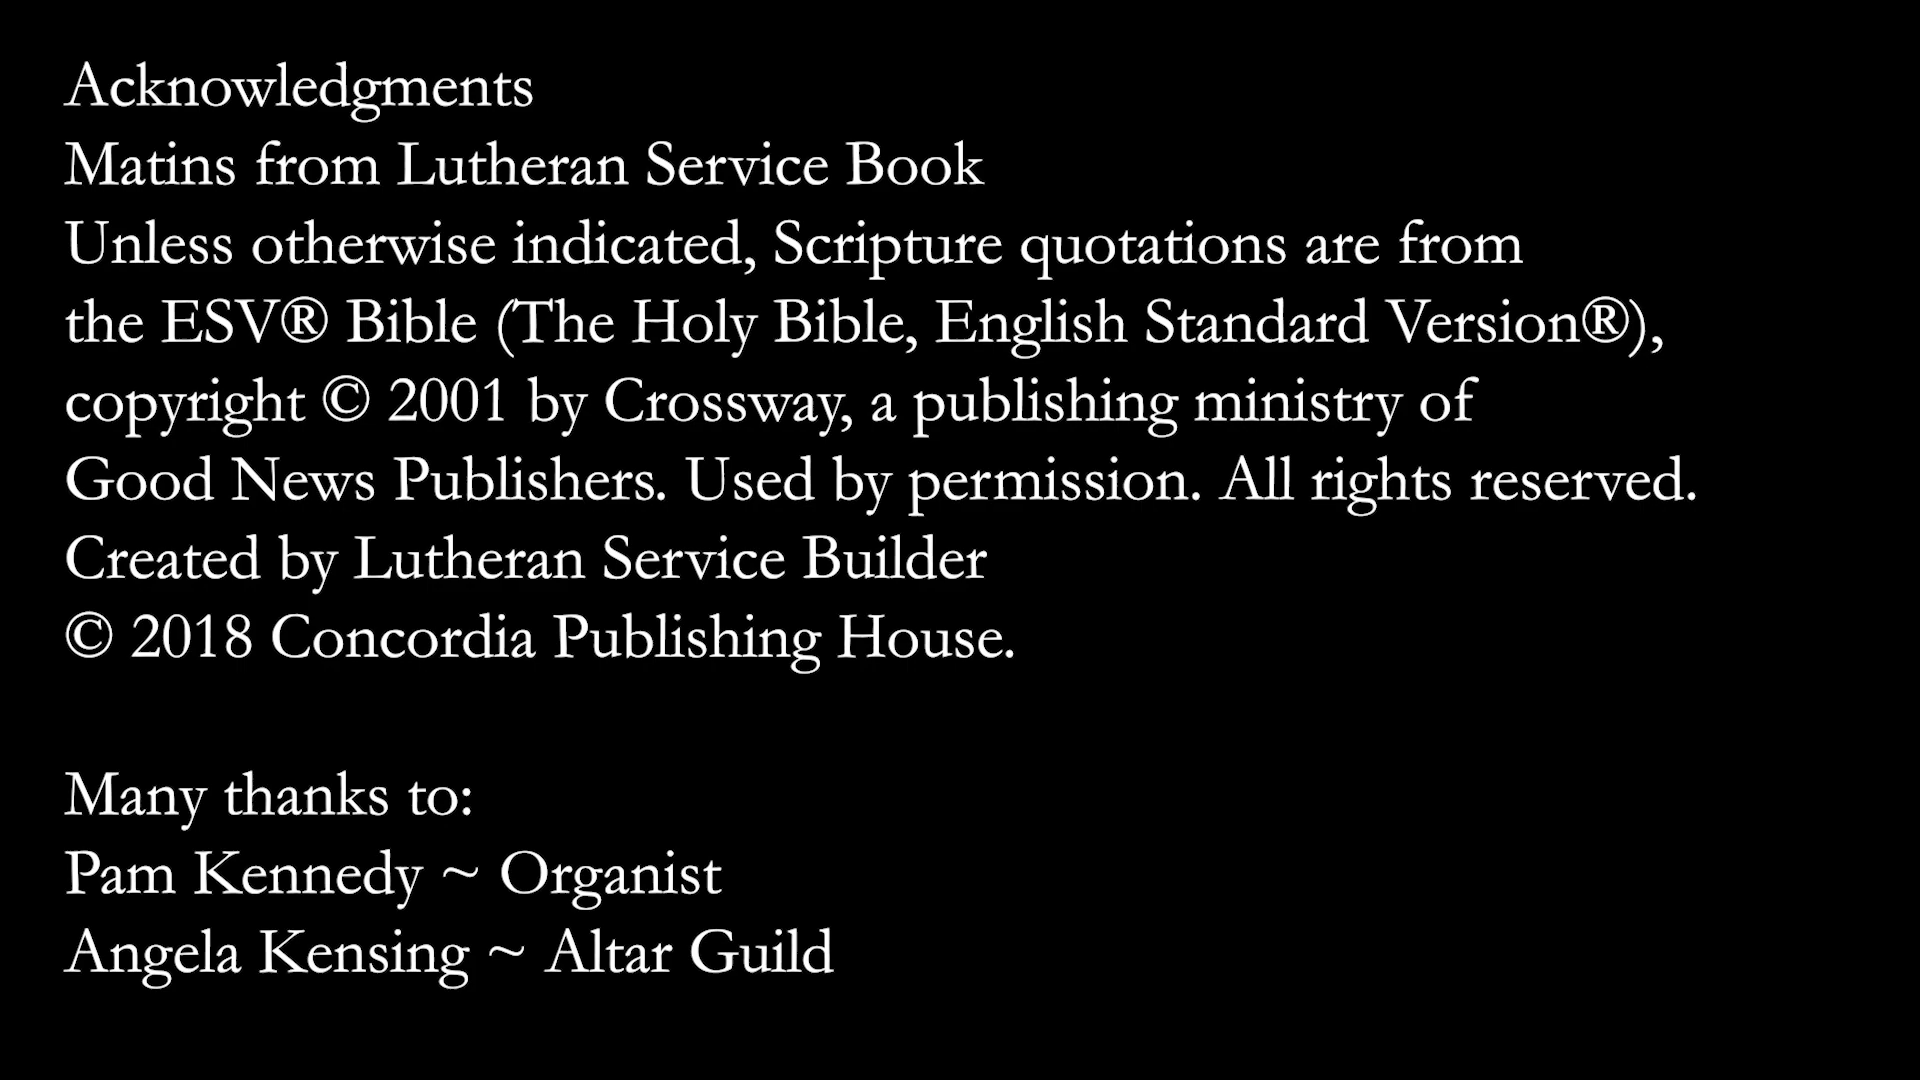 Acknowledgments
Matins from Lutheran Service Book
Unless otherwise indicated, Scripture quotations are from
the ESV® Bible (The Holy Bible, English Standard Version®),
copyright © 2001 by Crossway, a publishing ministry of
Good News Publishers. Used by permission. All rights reserved.
Created by Lutheran Service Builder
© 2018 Concordia Publishing House.
Many thanks to:
Pam Kennedy ~ Organist
Angela Kensing ~ Altar Guild